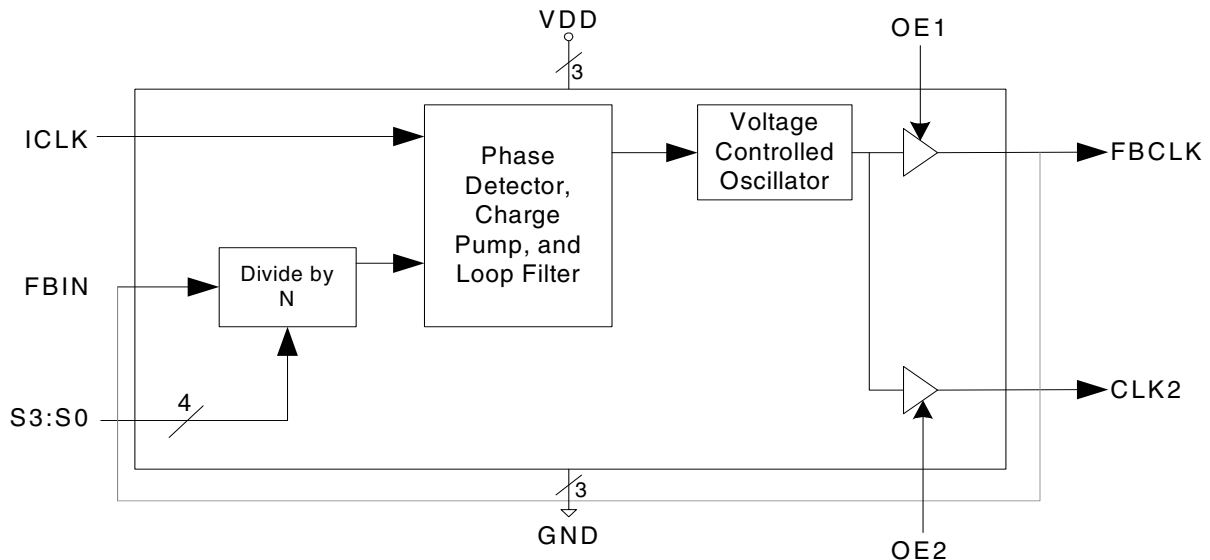 VDD
3
OE1
ICLK
Phase
Detector,
Charge
Pump, and
Loop Filter
Voltage
Controlled
Oscillator
FBCLK
FBIN
Divide by
N
S3:S0
4
CLK2
3
GND
OE2